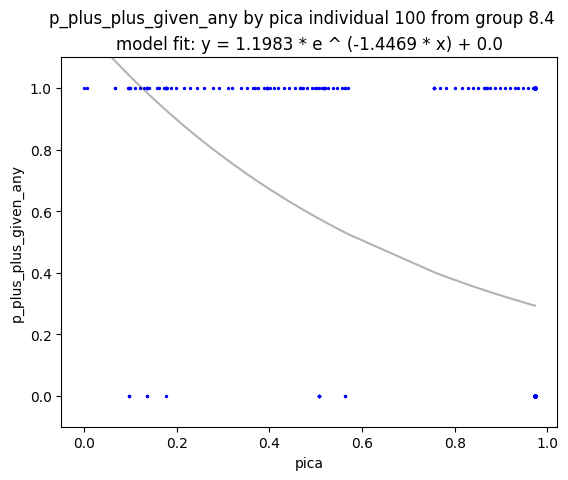 p_plus_plus_given_any by pica individual 100 from group 8.4
model fit: y = 1.1983 * e ^ (-1.4469 * x) + 0.0
1.0
0.8
0.6
0.4
0.2
0.0
p_plus_plus_given_any
0.0 0.2 0.4 0.6 0.8 1.0
pica